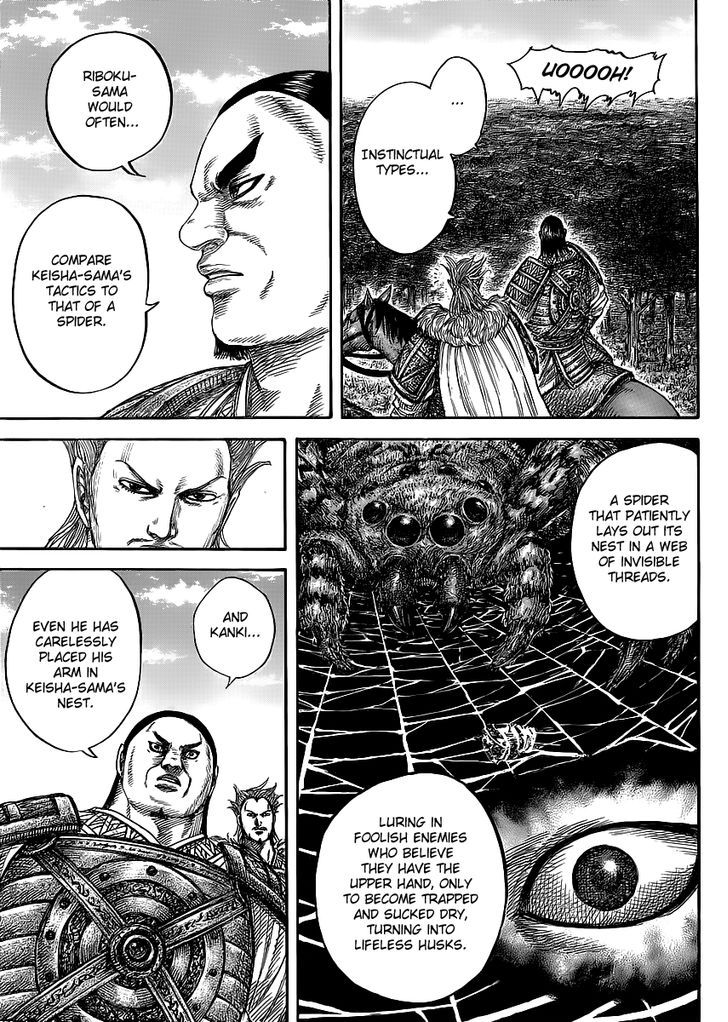 UOOOOH!
...
INSTINCTUAL
TYPES...
RIBOKU-
SAMA
WOULD
OFTEN...
COMPARE
KEISHA-SAMA'S
TACTICS TO
THAT OF A
SPIDER.
A SPIDER
THAT PATIENTLY
LAYS OUT ITS
NEST IN A WEB
OF INVISIBLE
THREADS.
LURING IN
FOOLISH ENEMIES
WHO BELIEVE
THEY HAVE THE
UPPER HAND, ONLY
TO BECOME TRAPPED
AND SUCKED DRY,
TURNING INTO
LIFELESS HUSKS.
AND
KANKI...
EVEN HE HAS
CARELESSLY
PLACED HIS
ARM IN
KEISHA-SAMA'S
NEST.